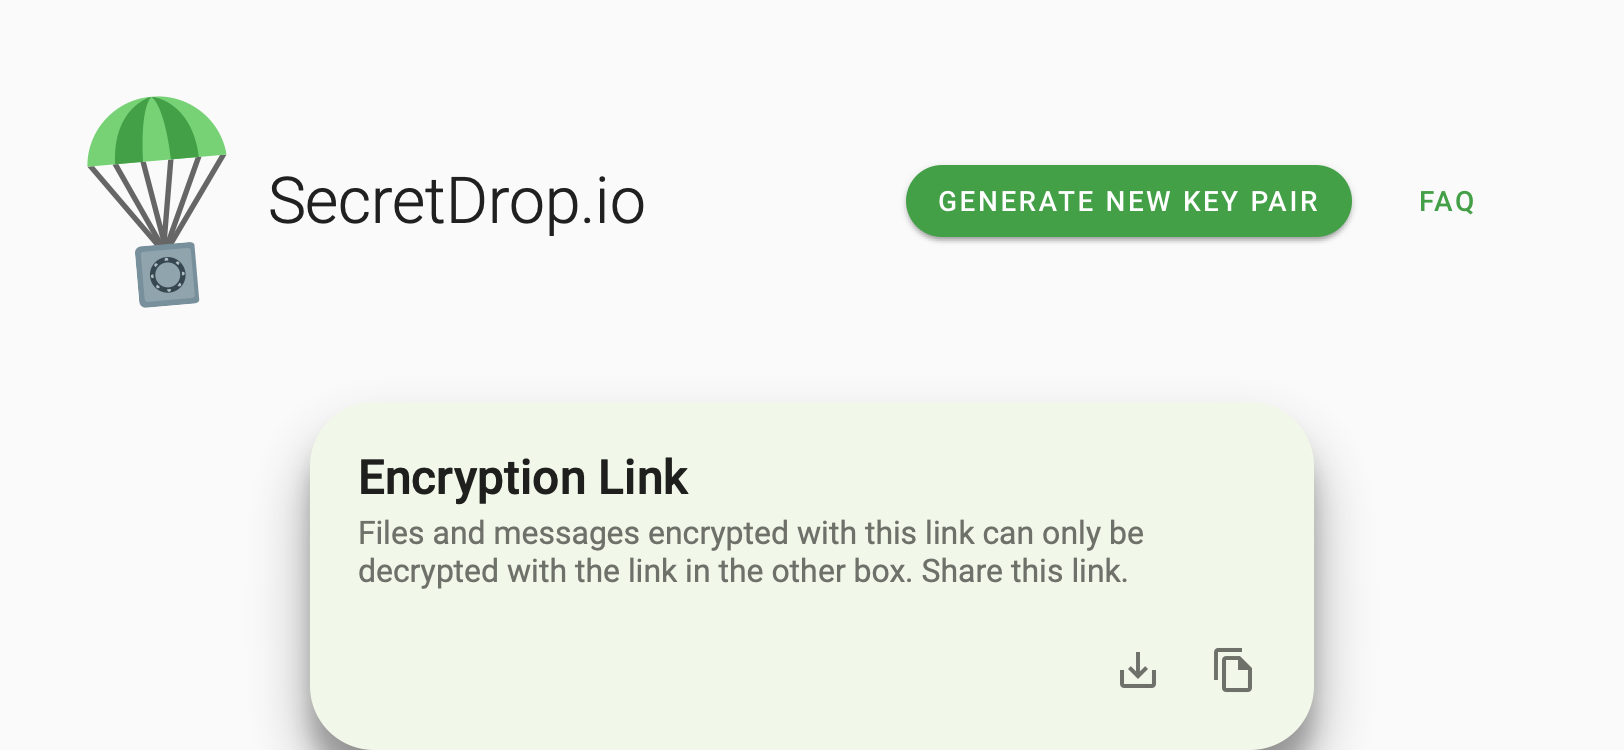 SecretDrop.io
GENERATE NEW KEY PAIR
FAQ
Encryption Link
Files and messages encrypted with this link can only be
decrypted with the link in the other box. Share this link.